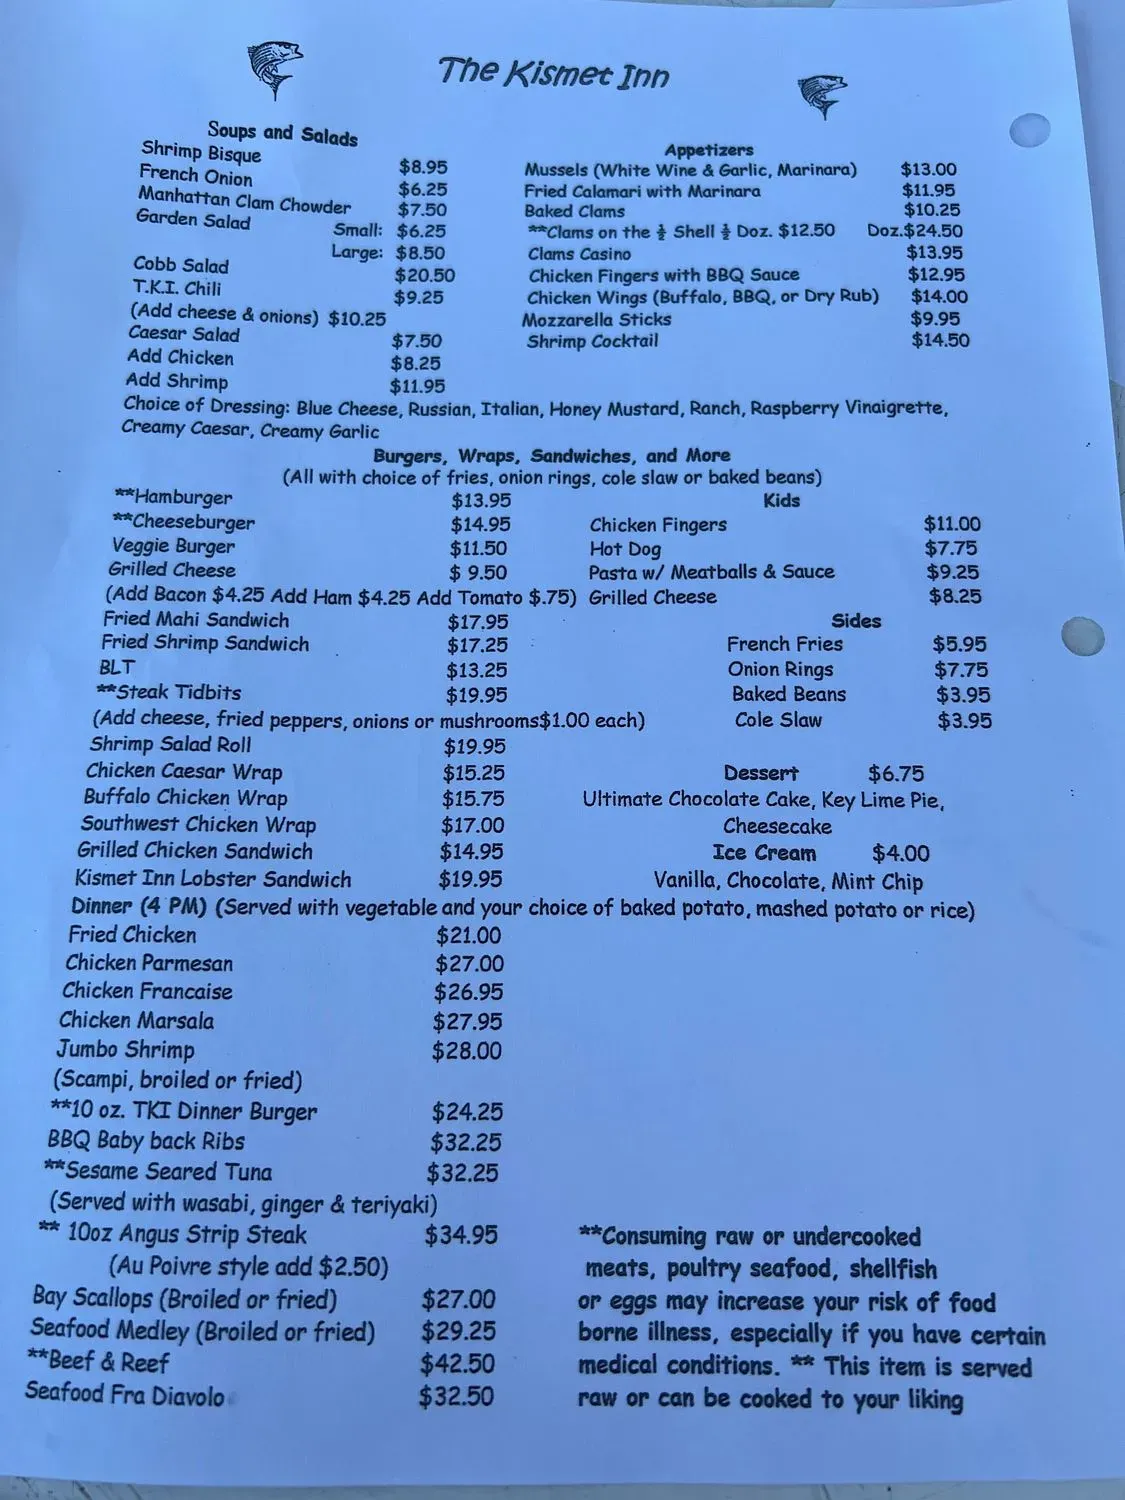 The Kismet Inn
Soups and Salads
Shrimp Bisque $8.95
French Onion $6.25
Manhattan Clam Chowder $7.50
Garden Salad Small: $6.25
Large: $8.50
Cobb Salad $20.50
T.K.I. Chili $9.25
(Add cheese & onions) $10.25
Caesar Salad $7.50
Add Chicken $8.25
Add Shrimp $11.95
Appetizers
Mussels (White Wine & Garlic, Marinara) $13.00
Fried Calamari with Marinara $11.95
Baked Clams $10.25
**Clams on the ½ Shell ½ Doz. $12.50 Doz.$24.50
Clams Casino $13.95
Chicken Fingers with BBQ Sauce $12.95
Chicken Wings (Buffalo, BBQ, or Dry Rub) $14.00
Mozzarella Sticks $9.95
Shrimp Cocktail $14.50
Choice of Dressing: Blue Cheese, Russian, Italian, Honey Mustard, Ranch, Raspberry Vinaigrette,
Creamy Caesar, Creamy Garlic
Burgers, Wraps, Sandwiches, and More
(All with choice of fries, onion rings, cole slaw or baked beans)
**Hamburger $13.95
**Cheeseburger $14.95
Veggie Burger $11.50
Grilled Cheese $ 9.50
(Add Bacon $4.25 Add Ham $4.25 Add Tomato $.75)
Fried Mahi Sandwich $17.95
Fried Shrimp Sandwich $17.25
BLT $13.25
**Steak Tidbits $19.95
(Add cheese, fried peppers, onions or mushrooms$1.00 each)
Shrimp Salad Roll $19.95
Chicken Caesar Wrap $15.25
Buffalo Chicken Wrap $15.75
Southwest Chicken Wrap $17.00
Grilled Chicken Sandwich $14.95
Kismet Inn Lobster Sandwich $19.95
Kids
Chicken Fingers $11.00
Hot Dog $7.75
Pasta w/ Meatballs & Sauce $9.25
Grilled Cheese $8.25
Sides
French Fries $5.95
Onion Rings $7.75
Baked Beans $3.95
Cole Slaw $3.95
Dessert $6.75
Ultimate Chocolate Cake, Key Lime Pie,
Cheesecake
Ice Cream $4.00
Vanilla, Chocolate, Mint Chip
Dinner (4 PM) (Served with vegetable and your choice of baked potato, mashed potato or rice)
Fried Chicken $21.00
Chicken Parmesan $27.00
Chicken Francaise $26.95
Chicken Marsala $27.95
Jumbo Shrimp $28.00
(Scampi, broiled or fried)
**10 oz. TKI Dinner Burger $24.25
BBQ Baby back Ribs $32.25
**Sesame Seared Tuna $32.25
(Served with wasabi, ginger & teriyaki)
** 10oz Angus Strip Steak $34.95
(Au Poivre style add $2.50)
Bay Scallops (Broiled or fried) $27.00
Seafood Medley (Broiled or fried) $29.25
**Beef & Reef $42.50
Seafood Fra Diavolo $32.50
**Consuming raw or undercooked
meats, poultry seafood, shellfish
or eggs may increase your risk of food
borne illness, especially if you have certain
medical conditions. ** This item is served
raw or can be cooked to your liking